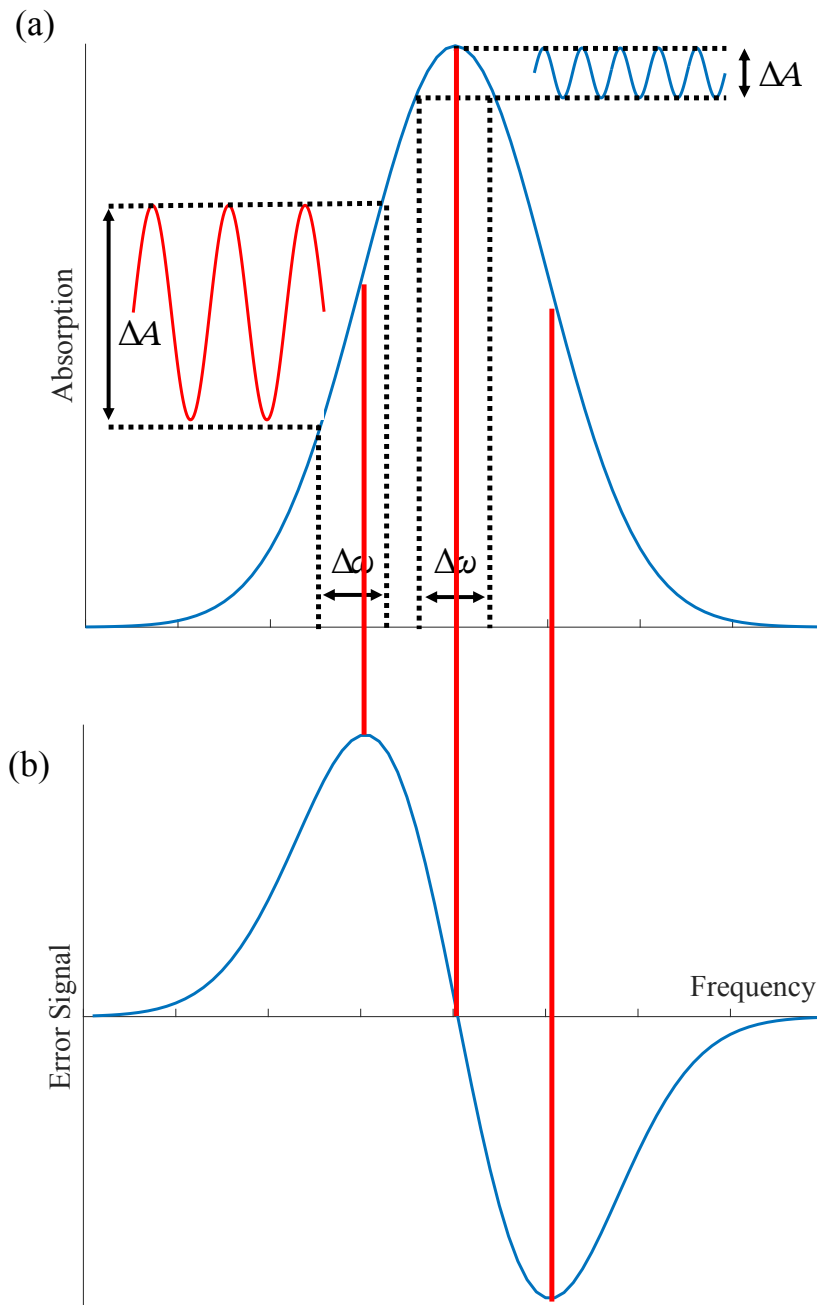 (a)
ΔA
Absorption
ΔA
Δω
Δω
(b)
Error Signal
Frequency